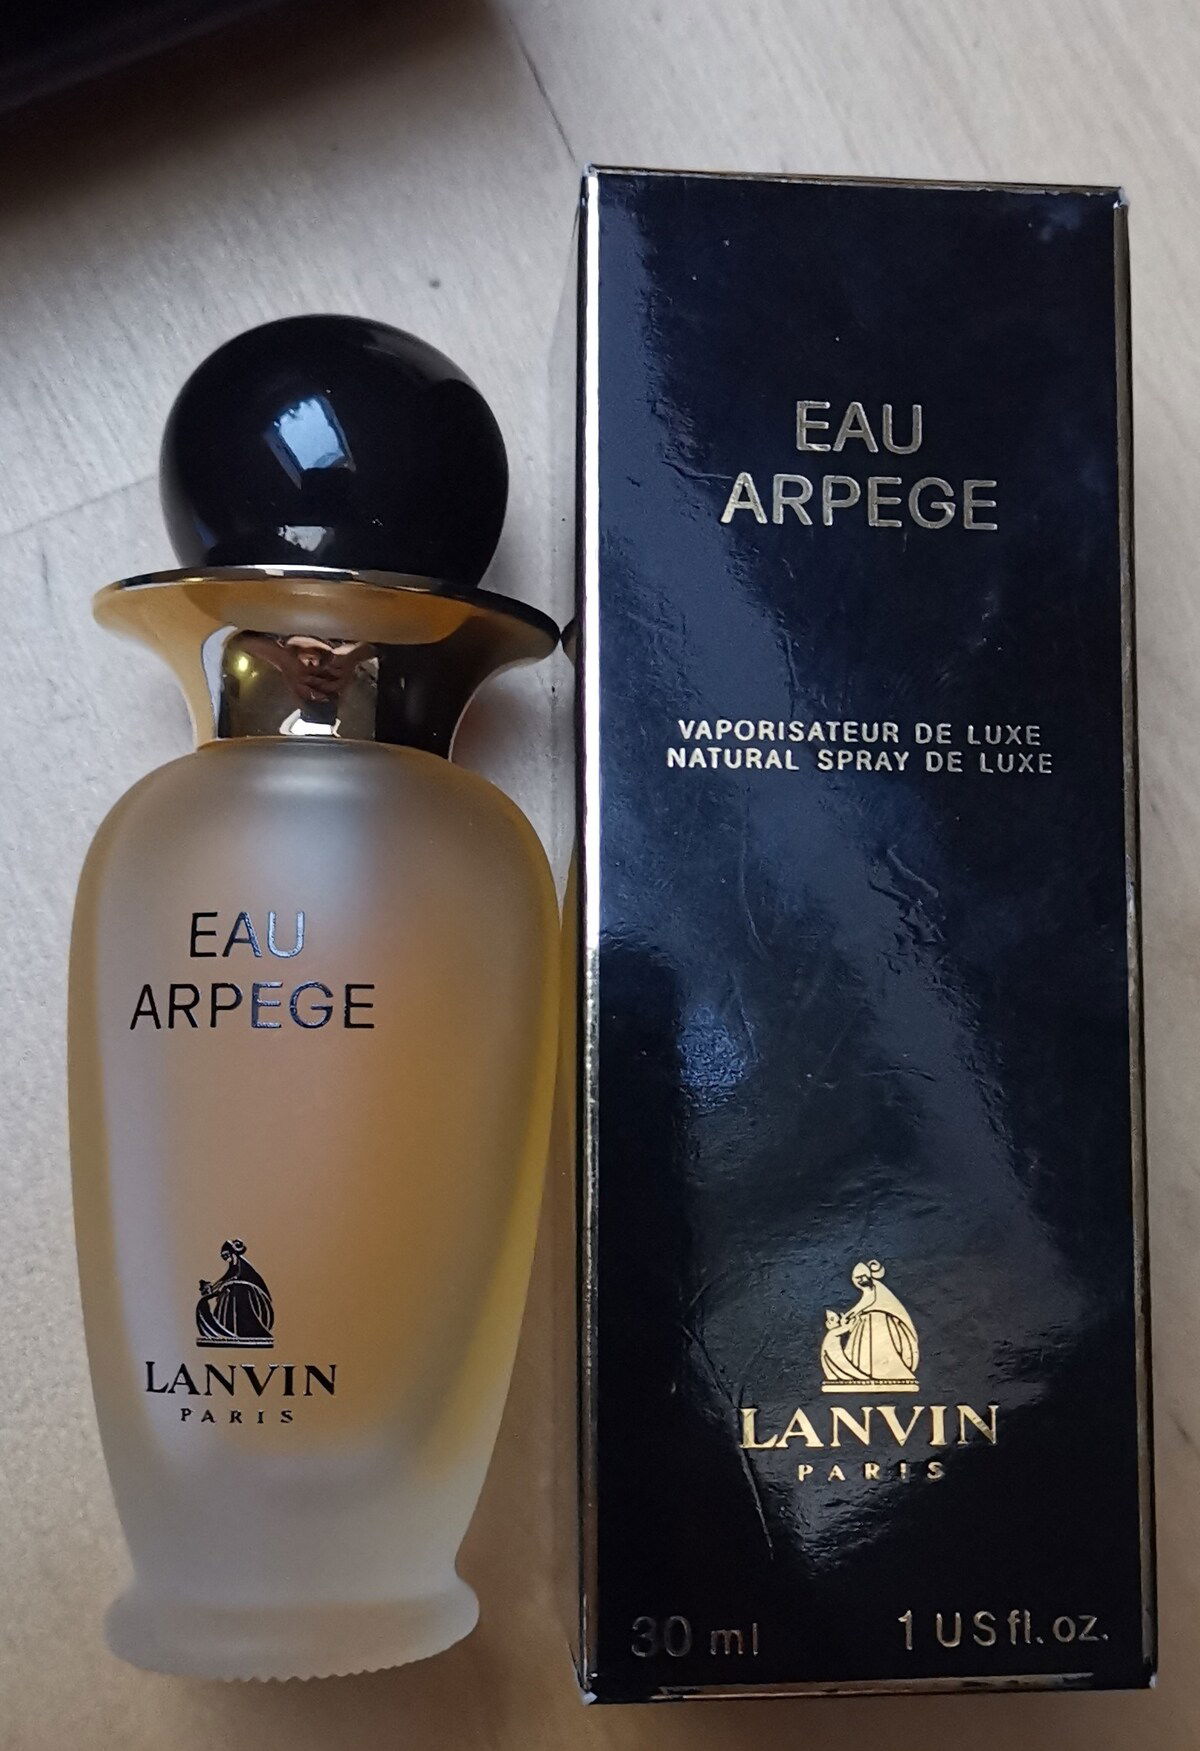 EAU
ARPEGE
LANVIN
PARIS
EAU
ARPEGE
VAPORISATEUR DE LUXE
NATURAL SPRAY DE LUXE
LANVIN
PARIS
30 ml
1 US fl. oz.